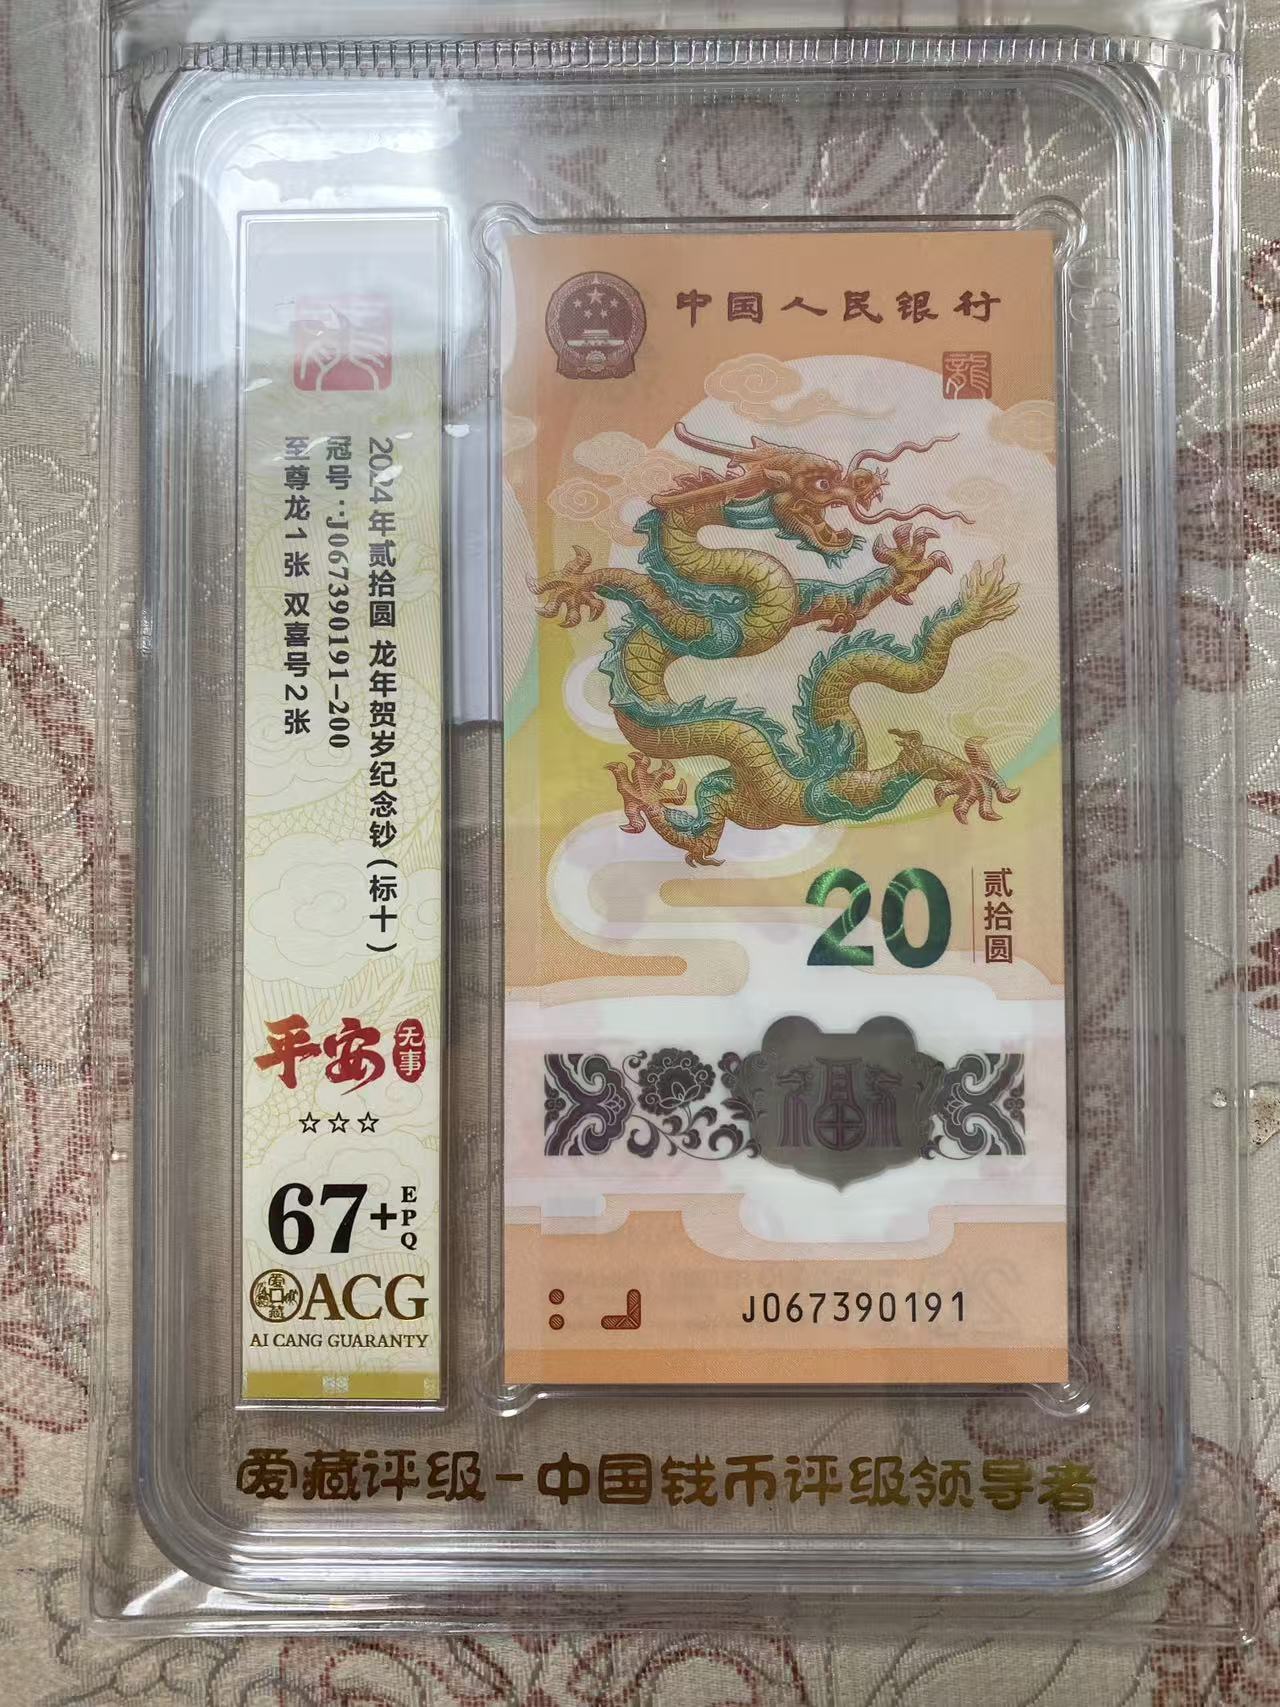 龍
2024年贰拾圆 龙年贺岁纪念钞(标十)
冠号:J067390191-200
至尊龙1张 双喜号2张
平安
无事
☆☆☆
67+
EPQ
ACG
AI CANG GUARANTY
中国人民银行
龍
20
贰拾圆
J067390191
爱藏评级-中国钱币评级领导者